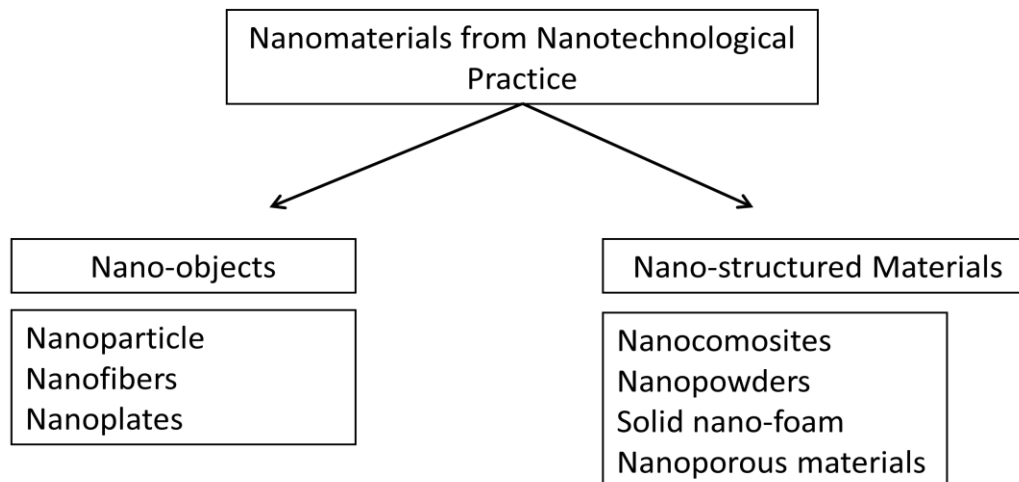 Nanomaterials from Nanotechnological
Practice
Nano-objects
Nanoparticle
Nanofibers
Nanoplates
Nano-structured Materials
Nanocomosites
Nanopowders
Solid nano-foam
Nanoporous materials